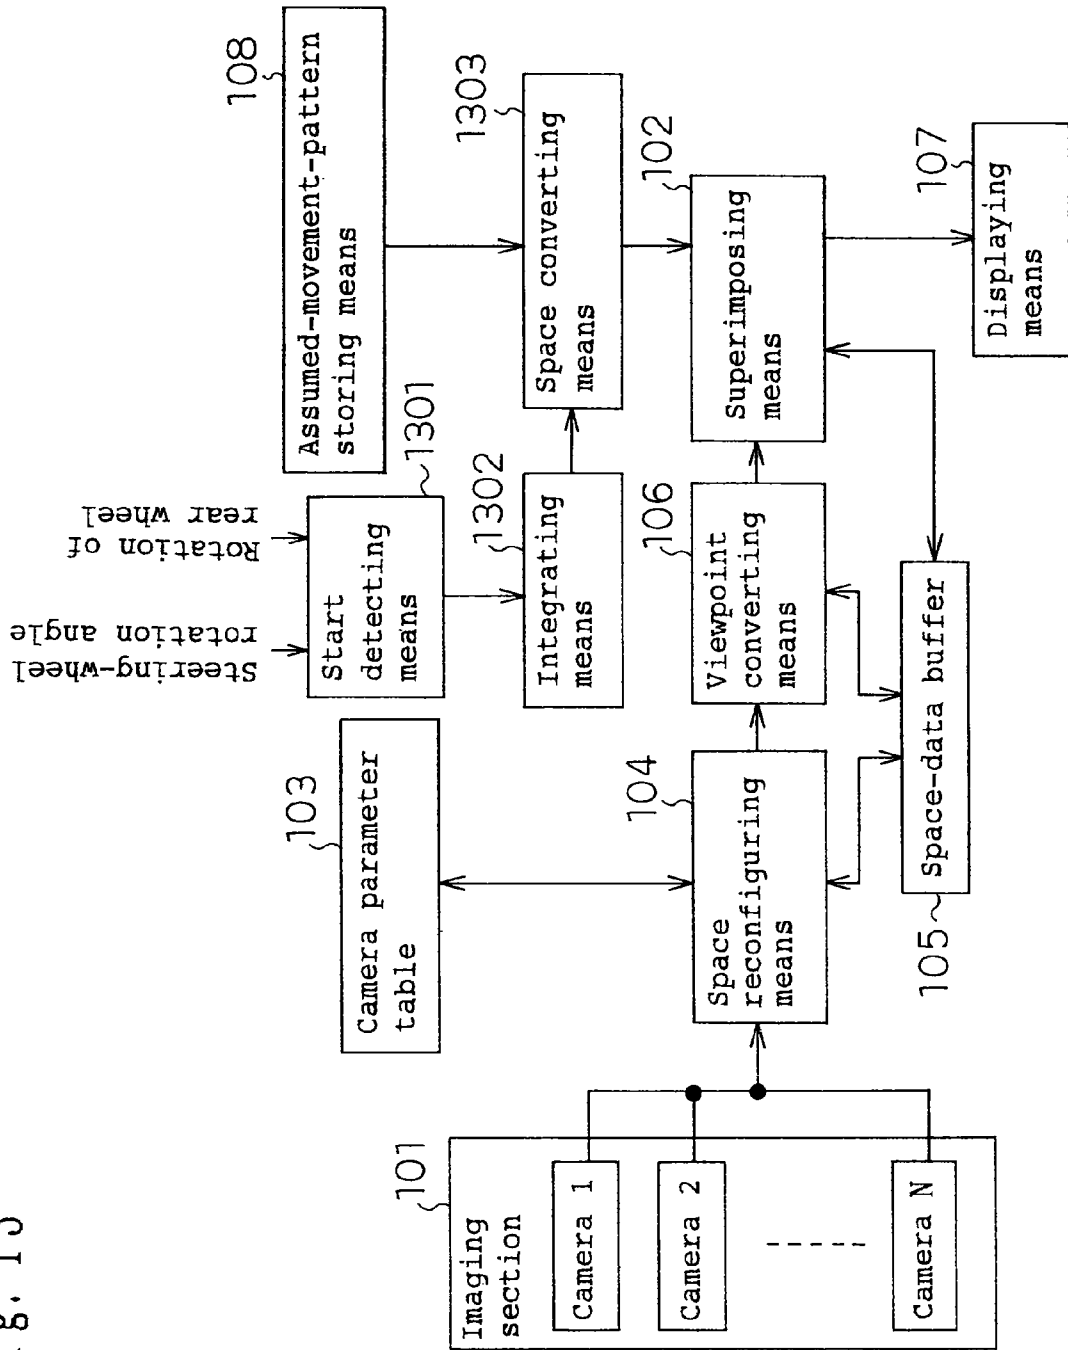 g. 13
101
Imaging
section
Camera 1
Camera 2
Camera N
103
Camera parameter
table
104
Space
reconfiguring
means
105
Space-data buffer
Steering-wheel
rotation angle
Rotation of
rear wheel
Start
detecting
means
1301
1302
Integrating
means
106
Viewpoint
converting
means
108
Assumed-movement-pattern
storing means
1303
Space converting
means
102
Superimposing
means
107
Displaying
means